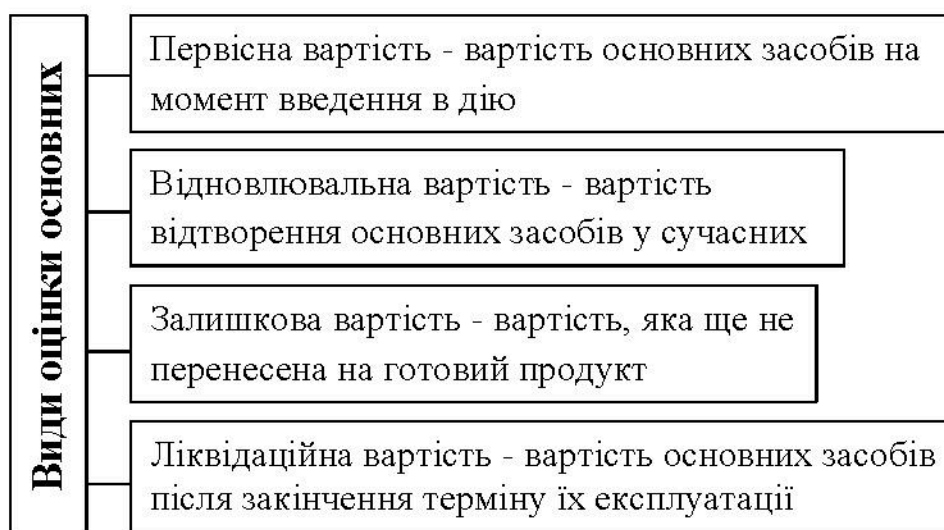 Види оцінки основних
Первісна вартість - вартість основних засобів на
момент введення в дію
Відновлювальна вартість - вартість
відтворення основних засобів у сучасних
Залишкова вартість - вартість, яка ще не
перенесена на готовий продукт
Ліквідаційна вартість - вартість основних засобів
після закінчення терміну їх експлуатації